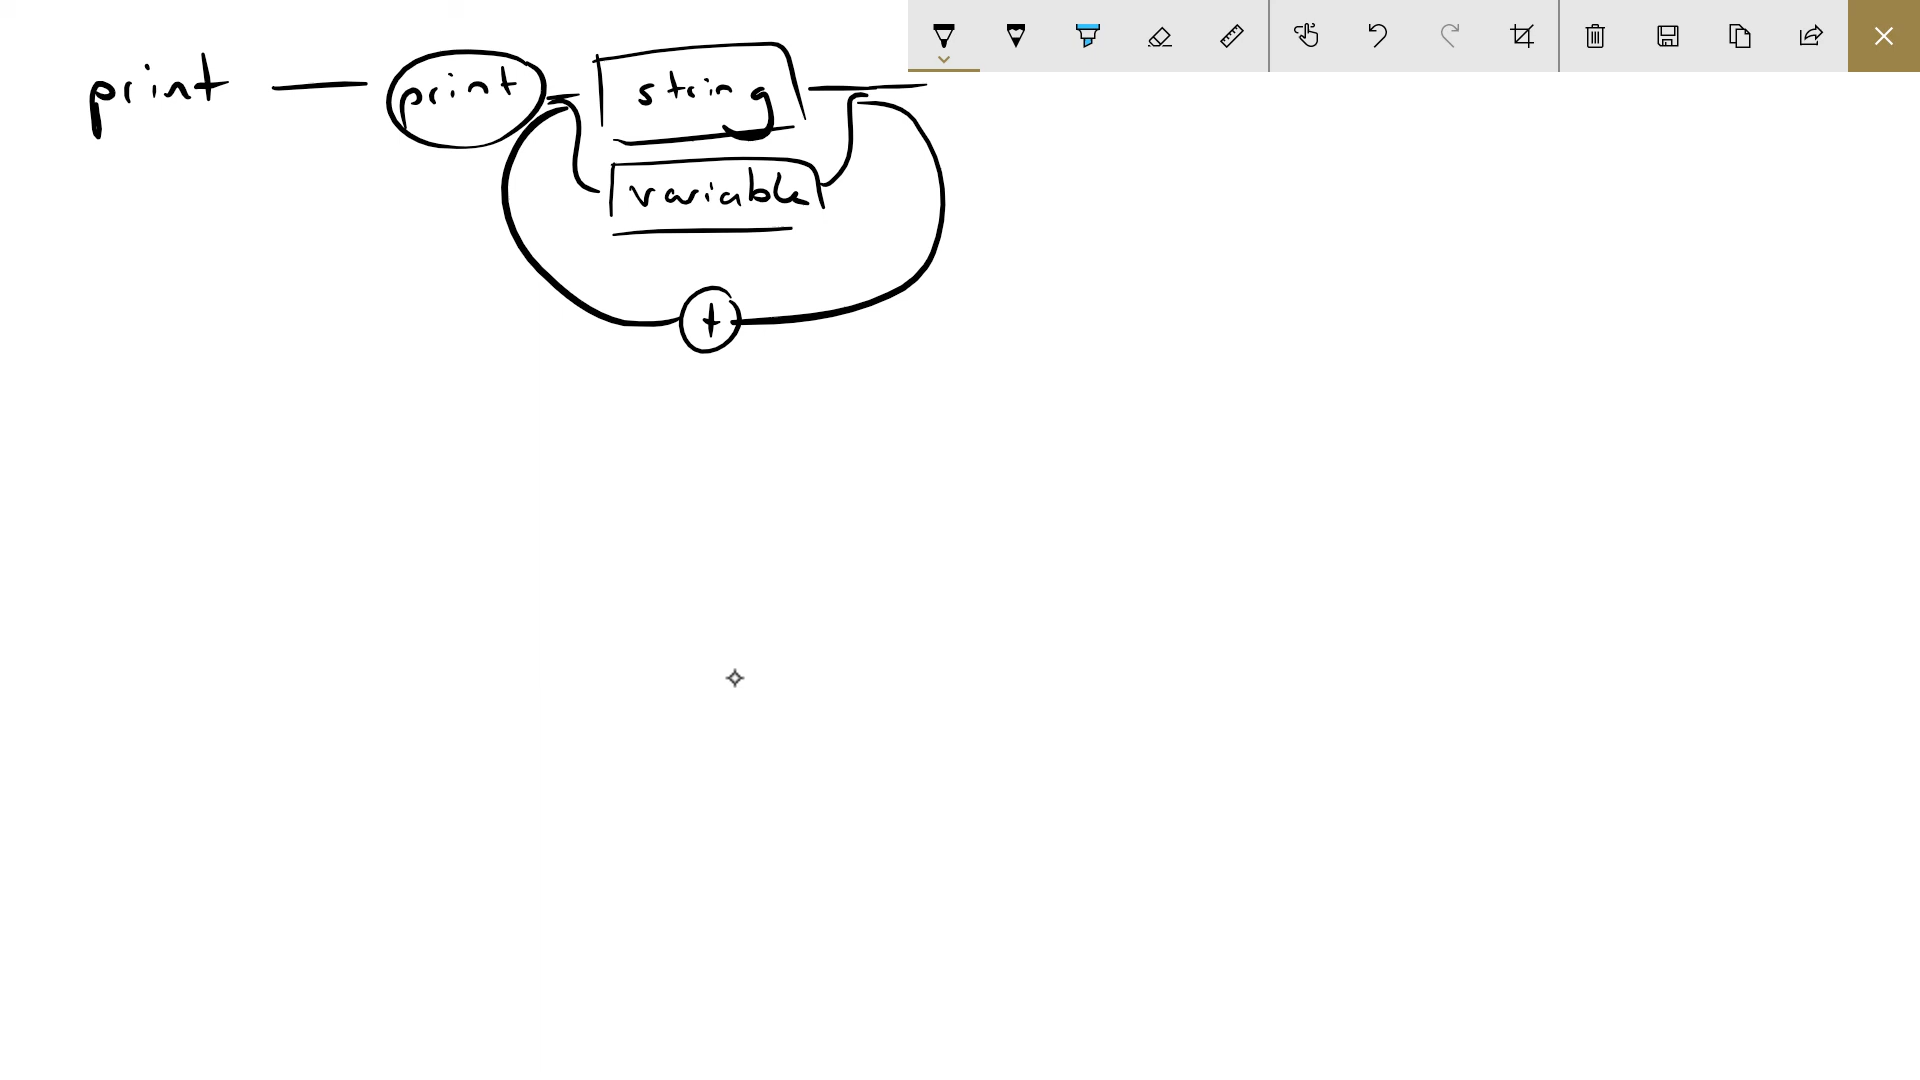 print print string
variable
+